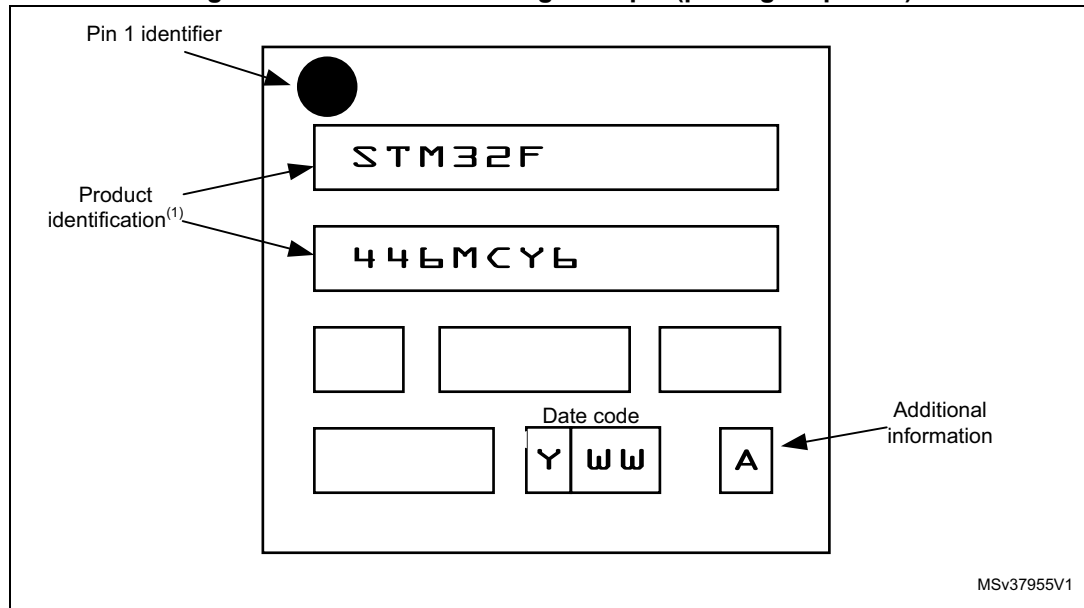 Pin 1 identifier
STM32F
Product
identification(1)
446MCY6
Date code
Y WW
A
Additional
information
MSv37955V1